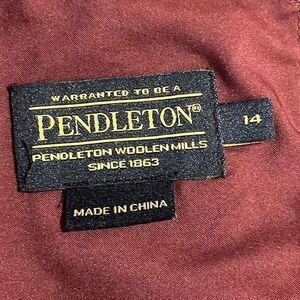 WARRANTED TO BE A
PENDLETON®
PENDLETON WOOLEN MILLS
SINCE 1863
14
MADE IN CHINA